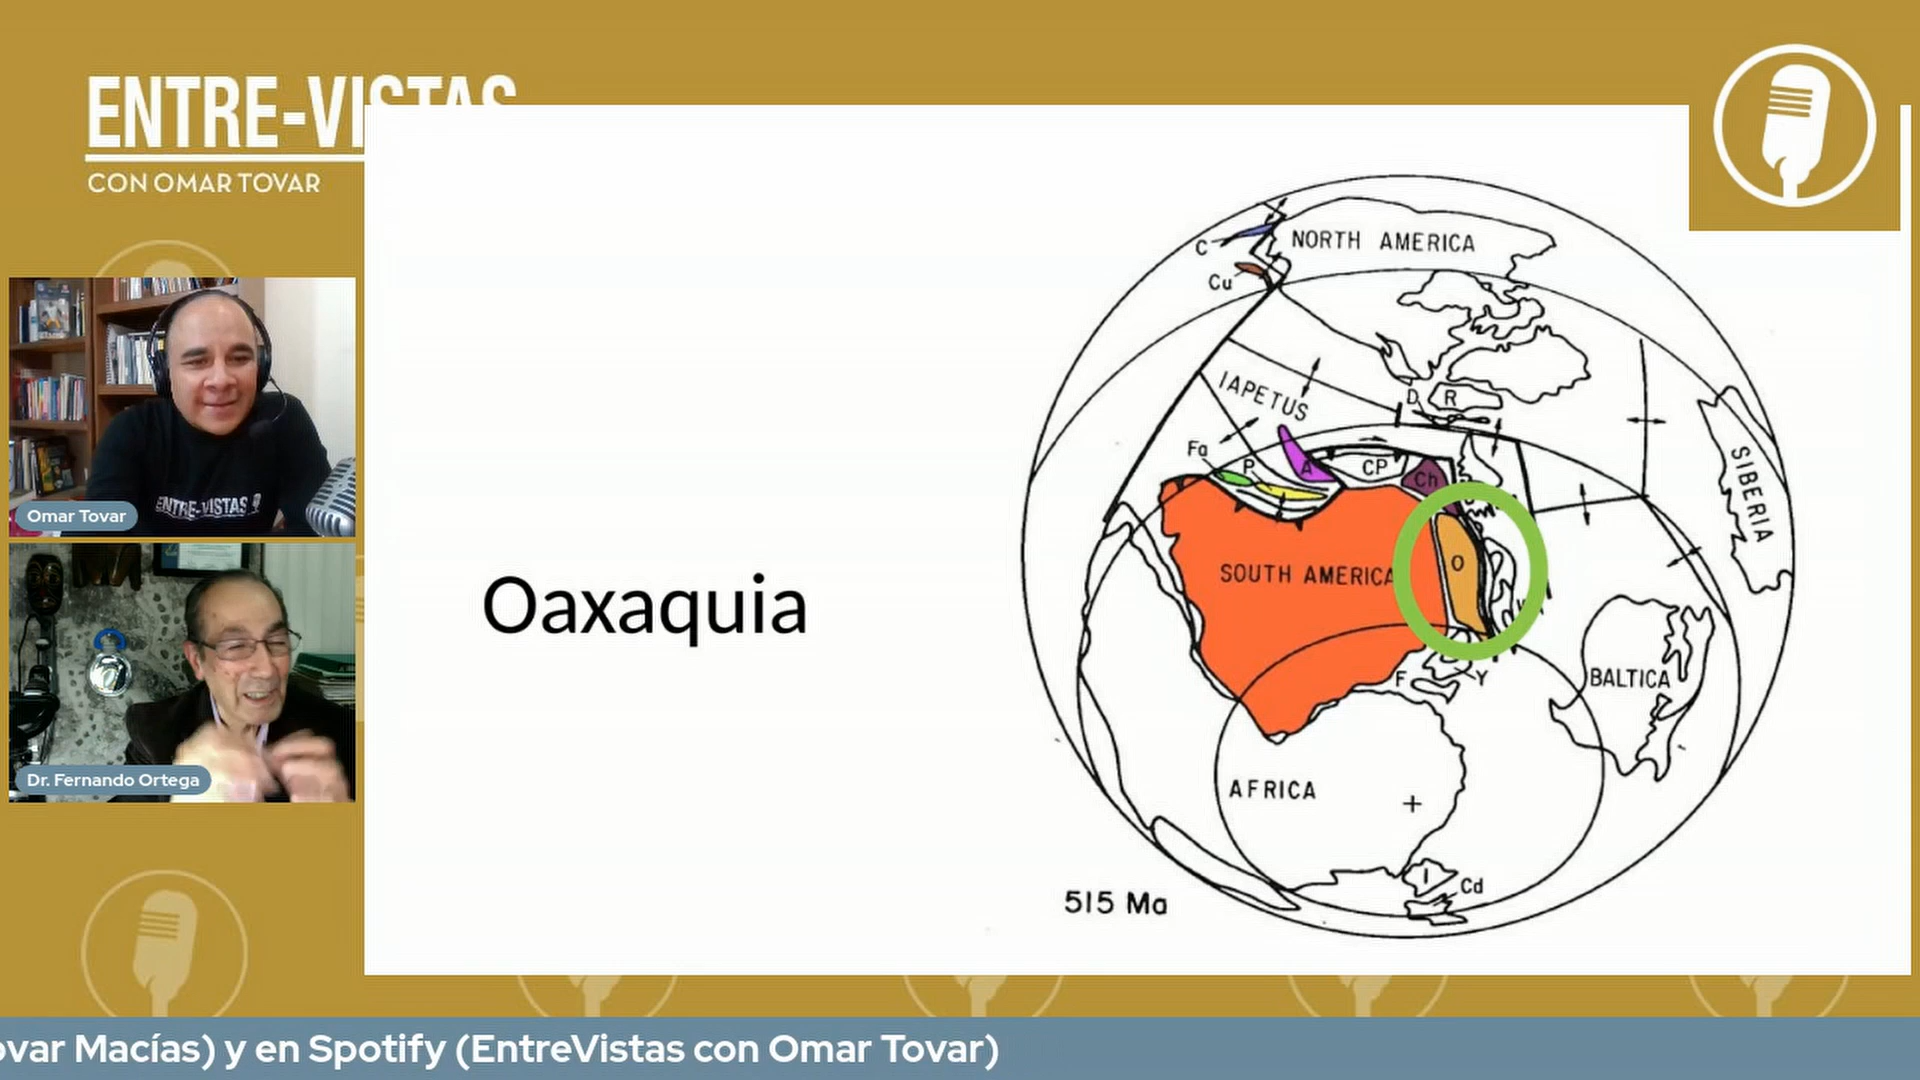 ENTRE-VISTAS
CON OMAR TOVAR
NORTH AMERICA
C
Cu
IAPETUS
D
R
SIBERIA
Fa
P
A
CP
Ch
ENTRE-VISTAS
Omar Tovar
Oaxaquia
SOUTH AMERICA
O
BALTICA
F
Y
Dr. Fernando Ortega
AFRICA
+
I
Cd
515 Ma
ovar Macías) y en Spotify (EntreVistas con Omar Tovar)